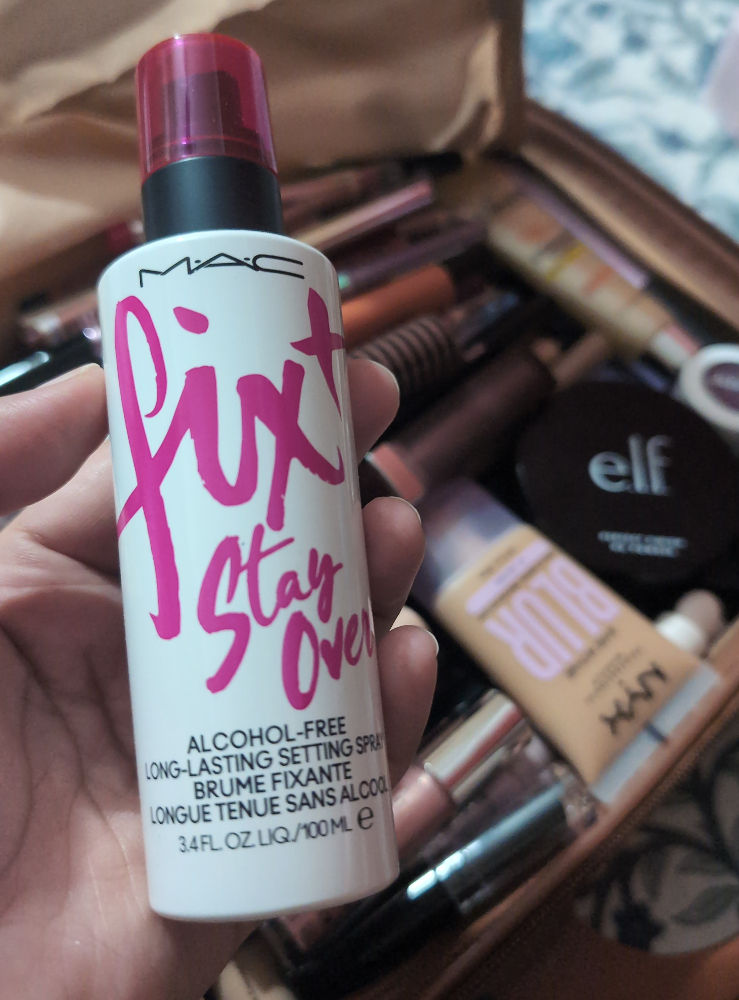 M·A·C
fix+
Stay
Over
ALCOHOL-FREE
LONG-LASTING SETTING SPRAY
BRUME FIXANTE
LONGUE TENUE SANS ALCOOL
3.4 FL. OZ. LIQ./100 ML ℮
e.l.f.
BLUR
NYX